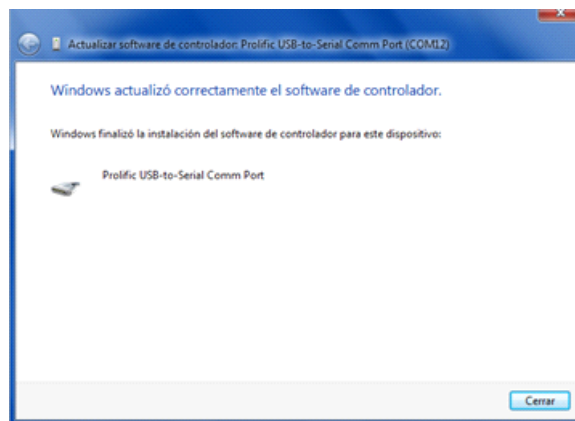 Actualizar software de controlador: Prolific USB-to-Serial Comm Port (COM12)
Windows actualizó correctamente el software de controlador.
Windows finalizó la instalación del software de controlador para este dispositivo:
Prolific USB-to-Serial Comm Port
Cerrar